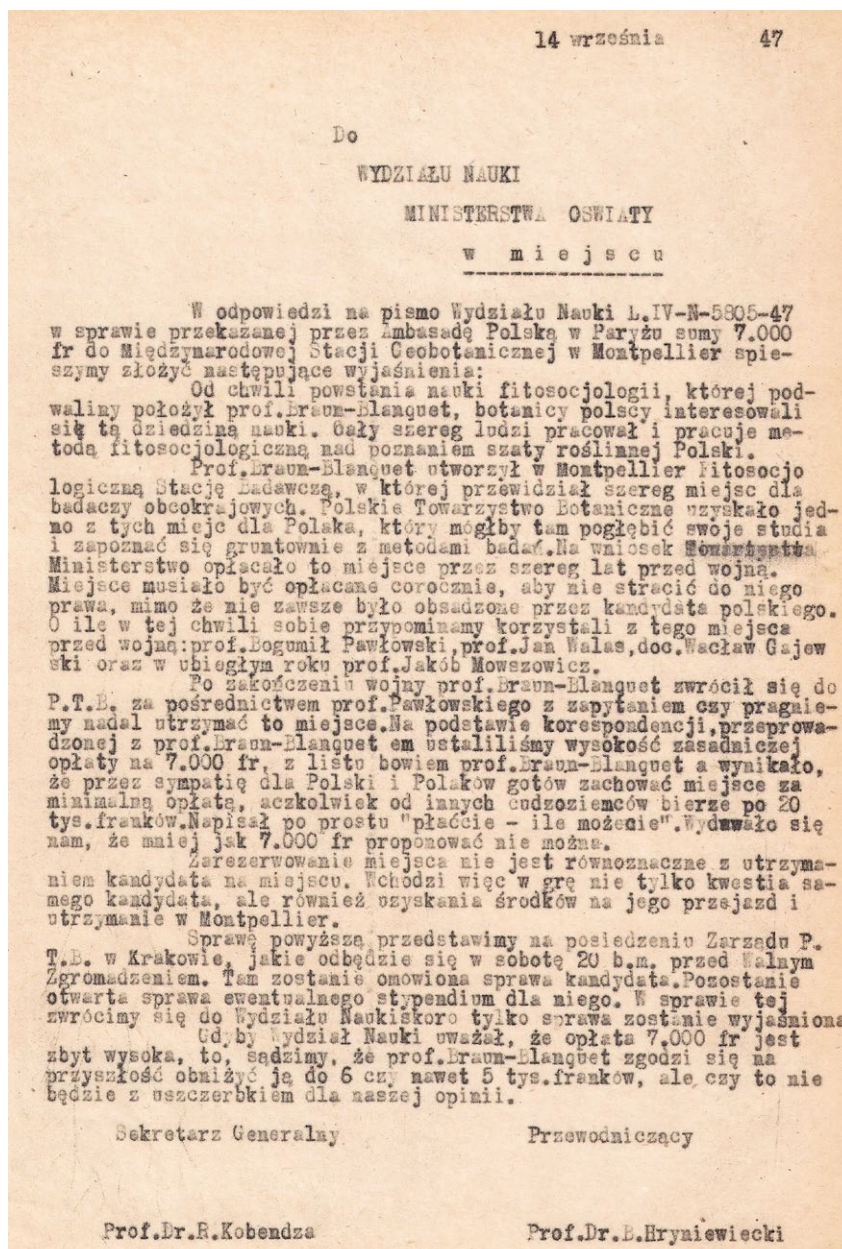 14 września 47
Do
WYDZIAŁU NAUKI
MINISTERSTWA OSWIATY
w miejscu
W odpowiedzi na pismo Wydziału Nauki L.IV-N-5805-47
w sprawie przekazanej przez Ambasadę Polską w Paryżu sumy 7.000
fr do Międzynarodowej Stacji Geobotanicznej w Montpellier spie-
szymy złożyć następujące wyjaśnienia:
Od chwili powstania nauki fitosocjologii, której pod-
waliny położył prof.Braun-Blanquet, botanicy polscy interesowali
się tą dziedziną nauki. Cały szereg ludzi pracował i pracuje me-
todą fitosocjologiczną nad poznaniem szaty roślinnej Polski.
Prof.Braun-Blanquet utworzył w Montpellier Fitosocjo
logiczną Stację Badawczą, w której przewidział szereg miejsc dla
badaczy obcokrajowych. Polskie Towarzystwo Botaniczne uzyskało jed-
no z tych miejc dla Polaka, który mógłby tam pogłębić swoje studia
i zapoznać się gruntownie z metodami badań.Na wniosek
Ministerstwo opłacało to miejsce przez szereg lat przed wojną.
Miejsce musiało być opłacane corocznie, aby nie stracić do niego
prawa, mimo że nie zawsze było obsadzone przez kandydata polskiego.
O ile w tej chwili sobie przypominamy korzystali z tego miejsca
przed wojną:prof.Bogumił Pawłowski,prof.Jan Walas,doc.Wacław Gajew
ski oraz w ubiegłym roku prof.Jakób Mowszowicz.
Po zakończeniu wojny prof.Braun-Blanquet zwrócił się do
P.T.B. za pośrednictwem prof.Pawłowskiego z zapytaniem czy pragnie-
my nadal utrzymać to miejsce.Na podstawie korespondencji,przeprowa-
dzonej z prof.Braun-Blanquet em ustaliliśmy wysokość zasadniczej
opłaty na 7.000 fr, z listu bowiem prof.Braun-Blanquet a wynikało,
że przez sympatię dla Polski i Polaków gotów zachować miejsce za
minimalną opłatą, aczkolwiek od innych cudzoziemców bierze po 20
tys.franków.Napisał po prostu "płaćcie - ile możecie".Wydawało się
nam, że mniej jak 7.000 fr proponować nie można.
Zarezerwowanie miejsca nie jest równoznaczne z utrzyma-
niem kandydata na miejscu. Wchodzi więc w grę nie tylko kwestia sa-
mego kandydata, ale również uzyskania środków na jego przejazd i
utrzymanie w Montpellier.
Sprawę powyższą przedstawimy na posiedzeniu Zarządu P.
T.B. w Krakowie, jakie odbędzie się w sobotę 20 b.m. przed Walnym
Zgromadzeniem. Tam zostanie omówiona sprawa kandydata.Pozostanie
otwarta sprawa ewentualnego stypendium dla niego. W sprawie tej
zwrócimy się do Wydziału Naukiskoro tylko sprawa zostanie wyjaśniona
Gdyby Wydział Nauki uważał, że opłata 7.000 fr jest
zbyt wysoka, to, sądzimy, że prof.Braun-Blanquet zgodzi się na
przyszłość obniżyć ją do 6 czy nawet 5 tys.franków, ale czy to nie
będzie z uszczerbkiem dla naszej opinii.
Sekretarz Generalny Przewodniczący
Prof.Dr.R.Kobendza Prof.Dr.B.Hryniewiecki